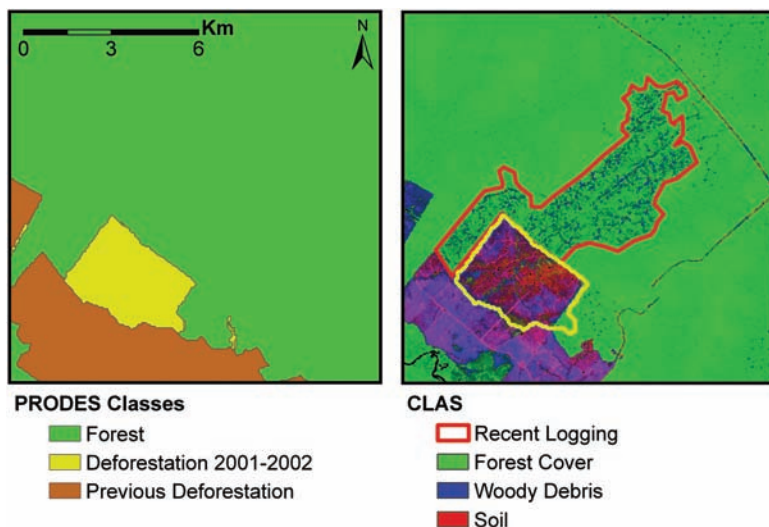 Km
N
0 3 6
PRODES Classes
Forest
Deforestation 2001-2002
Previous Deforestation
CLAS
Recent Logging
Forest Cover
Woody Debris
Soil